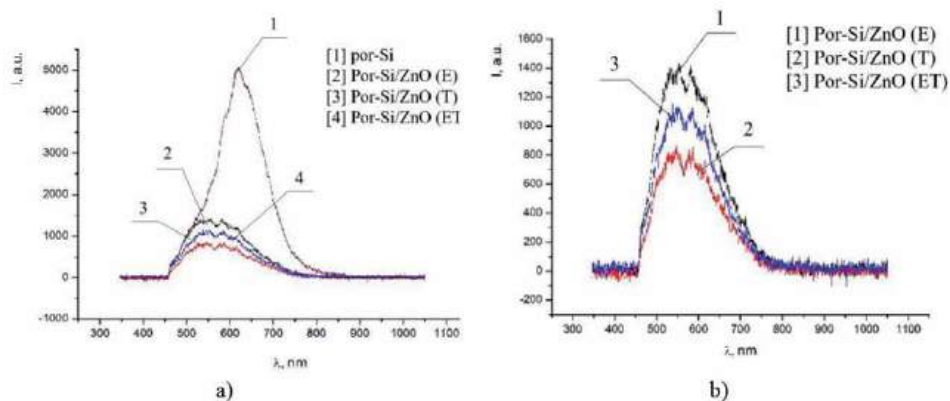 1
I, a.u.
5000
4000
3000
2000
1000
0
-1000
[1] por-Si
[2] Por-Si/ZnO (E)
[3] Por-Si/ZnO (T)
[4] Por-Si/ZnO (ET
2
3
4
300 400 500 600 700 800 900 1000 1100
λ, nm
a)
1
I, a.u.
1600
1400
1200
1000
800
600
400
200
0
-200
[1] Por-Si/ZnO (E)
[2] Por-Si/ZnO (T)
[3] Por-Si/ZnO (ET)
3
2
300 400 500 600 700 800 900 1000 1100
λ, nm
b)